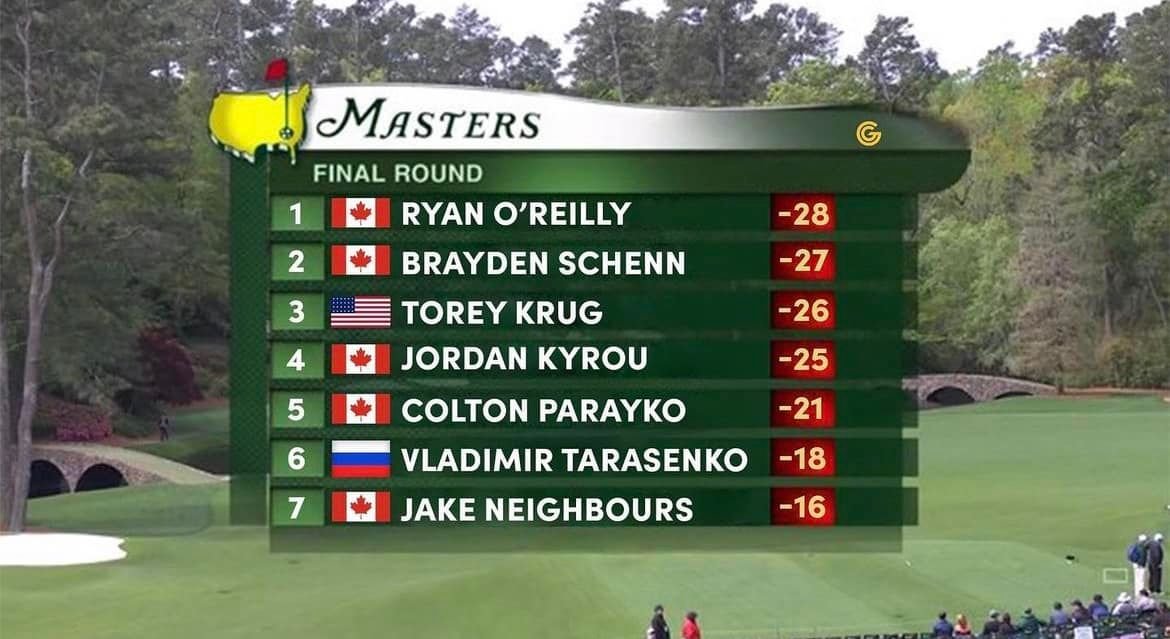 MASTERS
FINAL ROUND
1 RYAN O'REILLY -28
2 BRAYDEN SCHENN -27
3 TOREY KRUG -26
4 JORDAN KYROU -25
5 COLTON PARAYKO -21
6 VLADIMIR TARASENKO -18
7 JAKE NEIGHBOURS -16